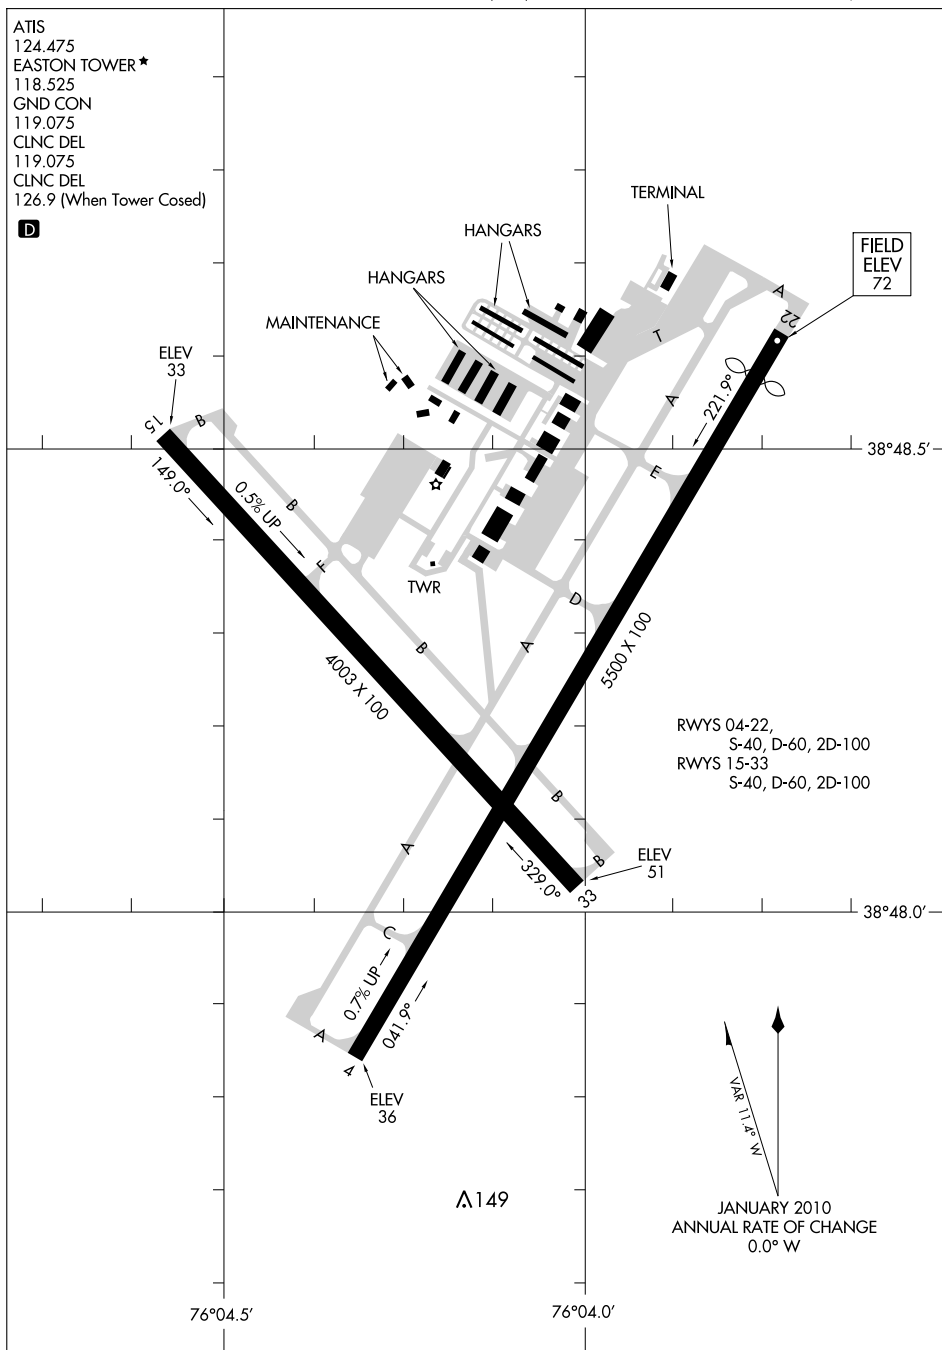 ATIS
124.475
EASTON TOWER ★
118.525
GND CON
119.075
CLNC DEL
119.075
CLNC DEL
126.9 (When Tower Cosed)
D
TERMINAL
HANGARS
FIELD
ELEV
72
HANGARS
A
22
MAINTENANCE
T
ELEV
33
221.9°
A
15
B
38°48.5'
149.0°
0.5% UP
E
B
F
TWR
D
A
B
5500 X 100
4003 X 100
RWYS 04-22,
S-40, D-60, 2D-100
RWYS 15-33
S-40, D-60, 2D-100
B
A
B
ELEV
51
329.0°
33
38°48.0'
C
0.7% UP
041.9°
A
4
ELEV
36
VAR 11.4° W
149
JANUARY 2010
ANNUAL RATE OF CHANGE
0.0° W
76°04.5'
76°04.0'